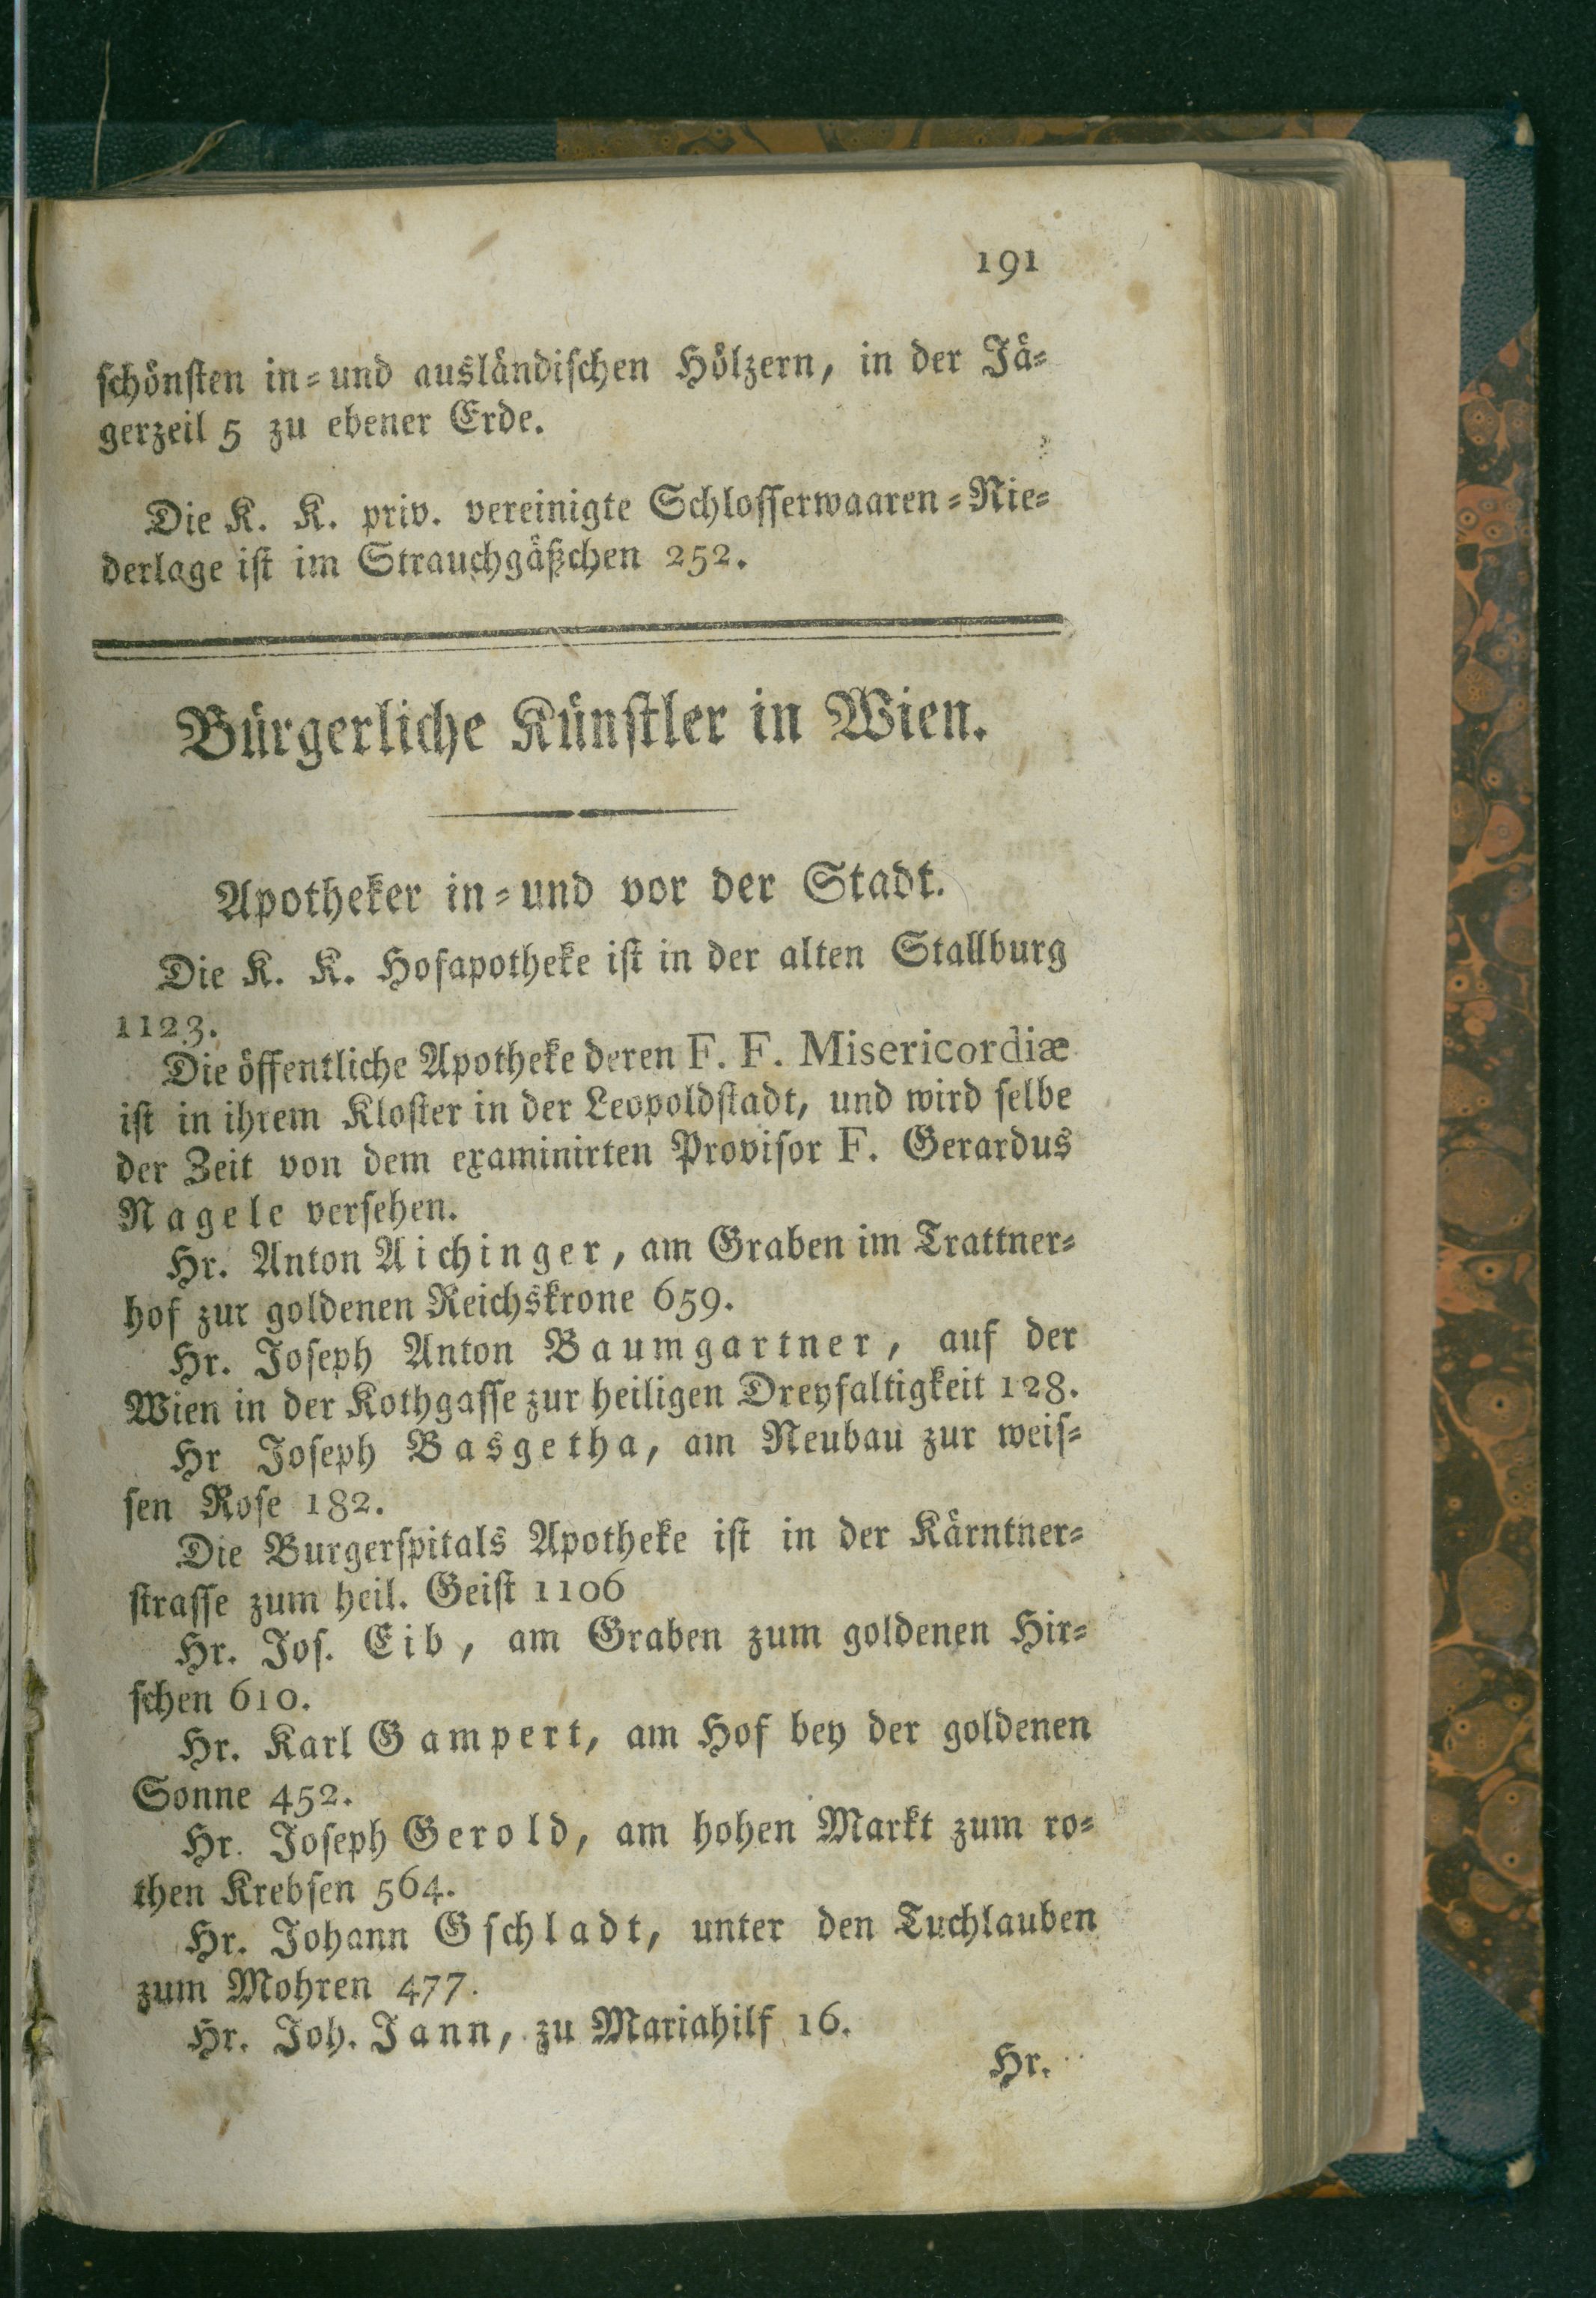 191
schönsten in=und ausländischen Hölzern, in der Jä=
gerzeil 5 zu ebener Erde.
Die K. K. priv. vereinigte Schlosserwaaren=Nie=
derlage ist im Strauchgäßchen 252.
Bürgerliche Künstler in Wien.
Apotheker in=und vor der Stadt.
Die K. K. Hofapotheke ist in der alten Stallburg
1123.
Die öffentliche Apotheke deren F. F. Misericordiæ
ist in ihrem Kloster in der Leopoldstadt, und wird selbe
der Zeit von dem examinirten Provisor F. Gerardus
Nagele versehen.
Hr. Anton Aichinger, am Graben im Trattner=
hof zur goldenen Reichskrone 659.
Hr. Joseph Anton Baumgartner, auf der
Wien in der Kothgasse zur heiligen Dreyfaltigkeit 128.
Hr Joseph Basgetha, am Neubau zur weis=
sen Rose 182.
Die Burgerspitals Apotheke ist in der Kärntner=
strasse zum heil. Geist 1106
Hr. Jos. Eib, am Graben zum goldenen Hir=
schen 610.
Hr. Karl Gampert, am Hof bey der goldenen
Sonne 452.
Hr. Joseph Gerold, am hohen Markt zum ro=
then Krebsen 564.
Hr. Johann Gschladt, unter den Tuchlauben
zum Mohren 477.
Hr. Joh. Jann, zu Mariahilf 16.
Hr.